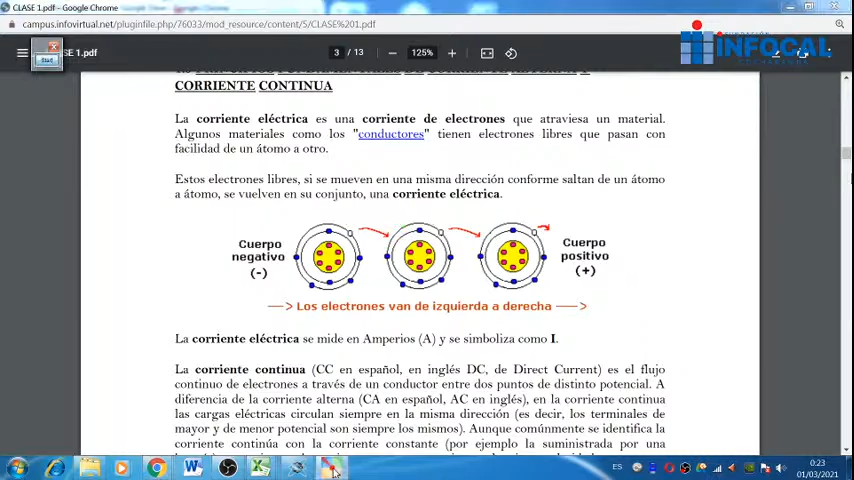 CLASE 1.pdf - Google Chrome
campus.infovirtual.net/pluginfile.php/76033/mod_resource/content/5/CLASE%201.pdf
Start
SE 1.pdf
3 / 13
125%
INFOCAL
CORRIENTE CONTINUA
La corriente eléctrica es una corriente de electrones que atraviesa un material.
Algunos materiales como los "conductores" tienen electrones libres que pasan con
facilidad de un átomo a otro.
Estos electrones libres, si se mueven en una misma dirección conforme saltan de un átomo
a átomo, se vuelven en su conjunto, una corriente eléctrica.
Cuerpo
negativo
(-)
Cuerpo
positivo
(+)
Los electrones van de izquierda a derecha
La corriente eléctrica se mide en Amperios (A) y se simboliza como I.
La corriente continua (CC en español, en inglés DC, de Direct Current) es el flujo
continuo de electrones a través de un conductor entre dos puntos de distinto potencial. A
diferencia de la corriente alterna (CA en español, AC en inglés), en la corriente continua
las cargas eléctricas circulan siempre en la misma dirección (es decir, los terminales de
mayor y de menor potencial son siempre los mismos). Aunque comúnmente se identifica la
corriente continúa con la corriente constante (por ejemplo la suministrada por una
ES
0:23
01/03/2021